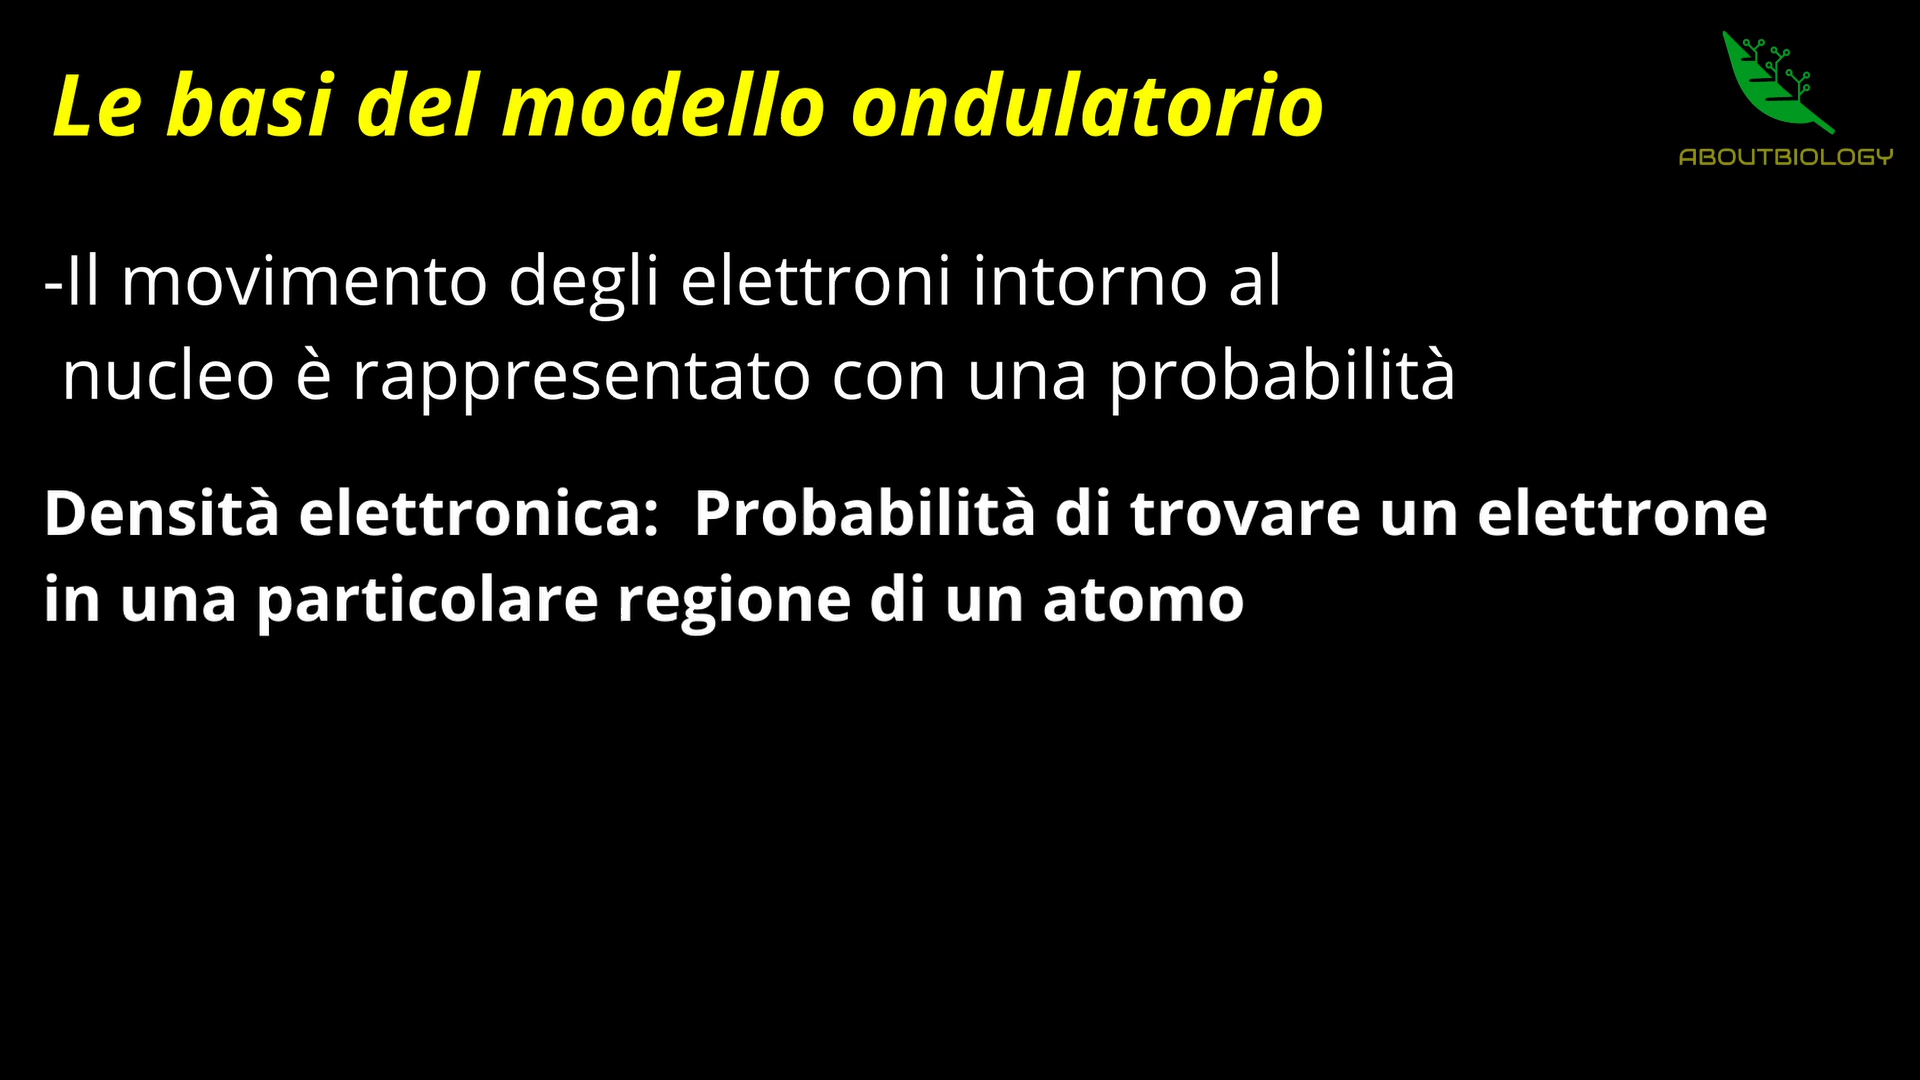 Le basi del modello ondulatorio
ABOUTBIOLOGY
-Il movimento degli elettroni intorno al
nucleo è rappresentato con una probabilità
Densità elettronica:  Probabilità di trovare un elettrone
in una particolare regione di un atomo